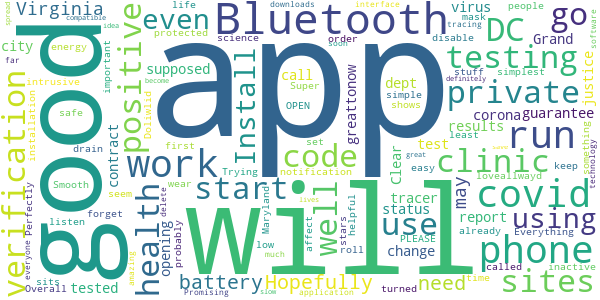 app
will
good
Bluetooth
covid
phone
run
private
clinic
testing
DC
go
work
code
start
use
using
sites
health
positive
verification
even
Virginia
Install
well
battery
Hopefully
need
may
justice
guarantee
corona
virus
contract
opening
supposed
city
tested
clear
tracer
status
change
report
results
greattonow
call
dept
test
mask
disable
Grand
stuff
simplest
life
people
order
science
protected
energy
important
intrusive
installation
safe
drain
Smooth
listen
forget
Perfectly
everyone
sits
Overall
seem
wear
first
Doliwlid
Super
OPEN
simple
shows
set
Trying
notification
Maryland
delete
probably
low
much
affect
lives
stars
helpful
roll
PLEASE
turned
called
already
Everything
inactive
time
technology
something
keep
easy
least
loveallwayd
great
definitely
become
soon
tracing
downloads
interface
software
compatible
idea
spread
far
amazing
Promising
slow
application